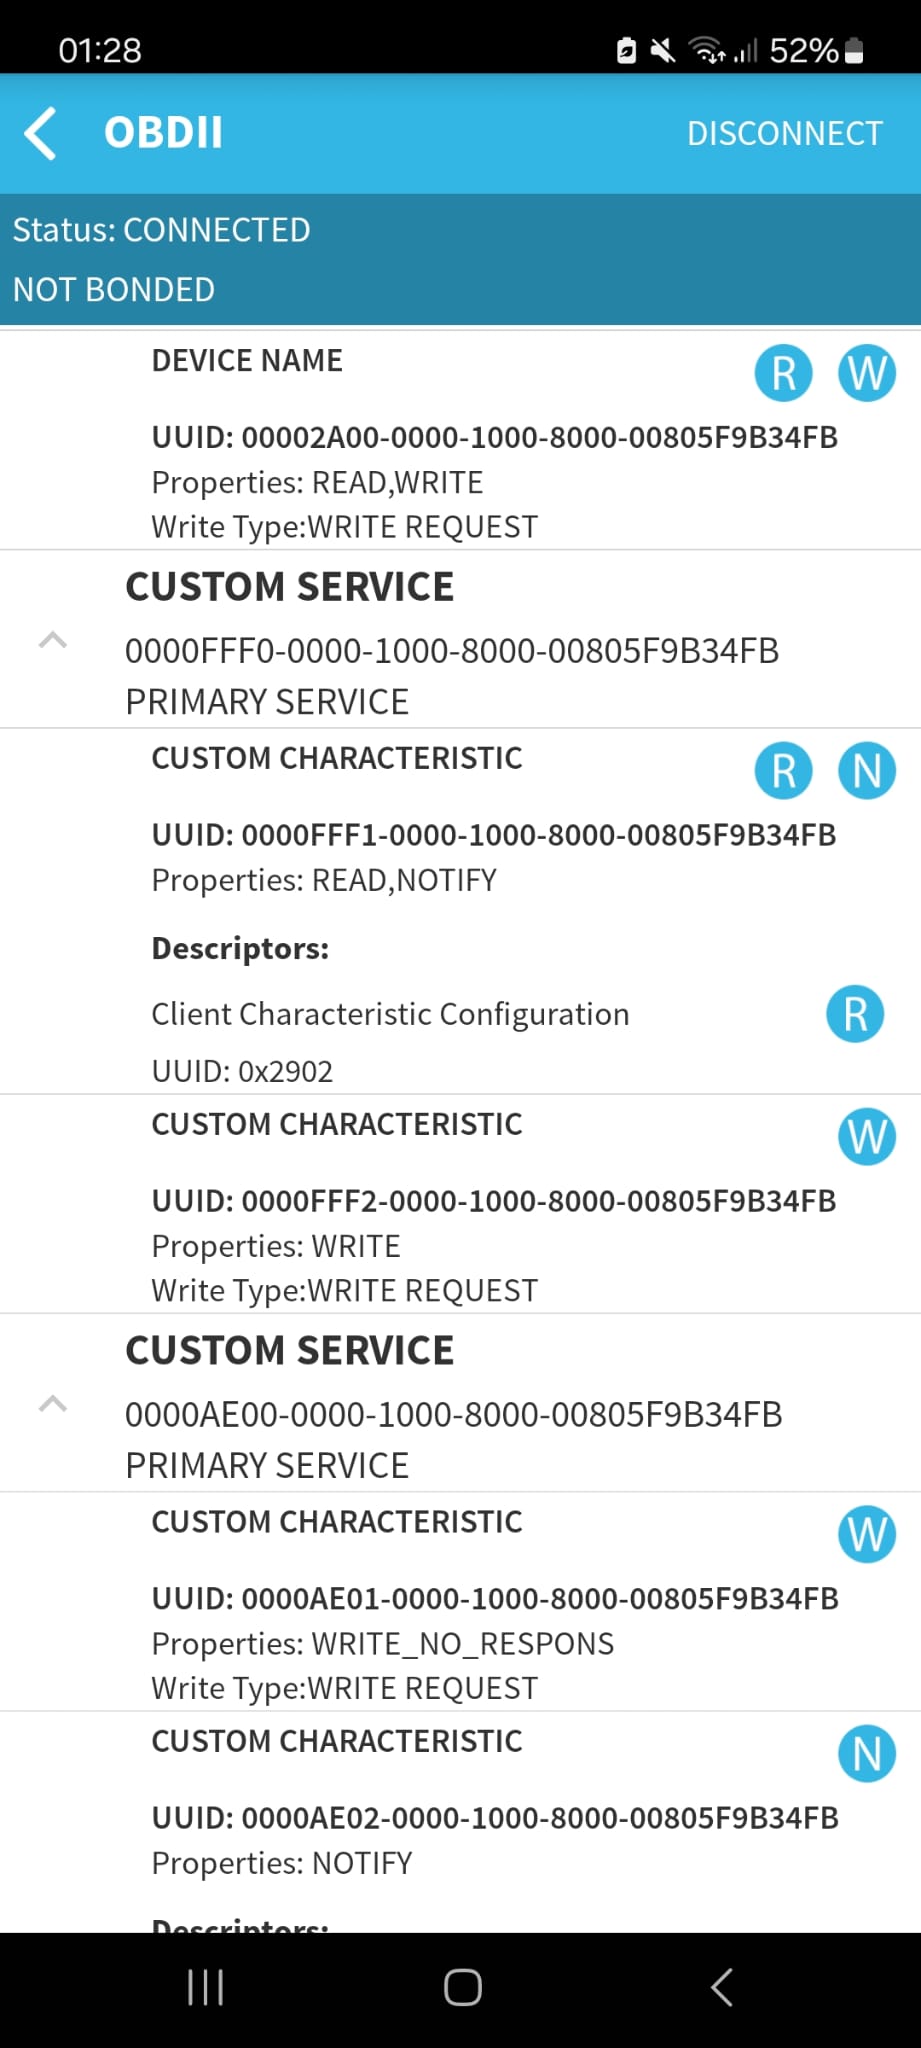 01:28
52%
OBDII
DISCONNECT
Status: CONNECTED
NOT BONDED
DEVICE NAME
R W
UUID: 00002A00-0000-1000-8000-00805F9B34FB
Properties: READ,WRITE
Write Type:WRITE REQUEST
CUSTOM SERVICE
0000FFF0-0000-1000-8000-00805F9B34FB
PRIMARY SERVICE
CUSTOM CHARACTERISTIC
R N
UUID: 0000FFF1-0000-1000-8000-00805F9B34FB
Properties: READ,NOTIFY
Descriptors:
Client Characteristic Configuration
R
UUID: 0x2902
CUSTOM CHARACTERISTIC
W
UUID: 0000FFF2-0000-1000-8000-00805F9B34FB
Properties: WRITE
Write Type:WRITE REQUEST
CUSTOM SERVICE
0000AE00-0000-1000-8000-00805F9B34FB
PRIMARY SERVICE
CUSTOM CHARACTERISTIC
W
UUID: 0000AE01-0000-1000-8000-00805F9B34FB
Properties: WRITE_NO_RESPONS
Write Type:WRITE REQUEST
CUSTOM CHARACTERISTIC
N
UUID: 0000AE02-0000-1000-8000-00805F9B34FB
Properties: NOTIFY
Descriptors: